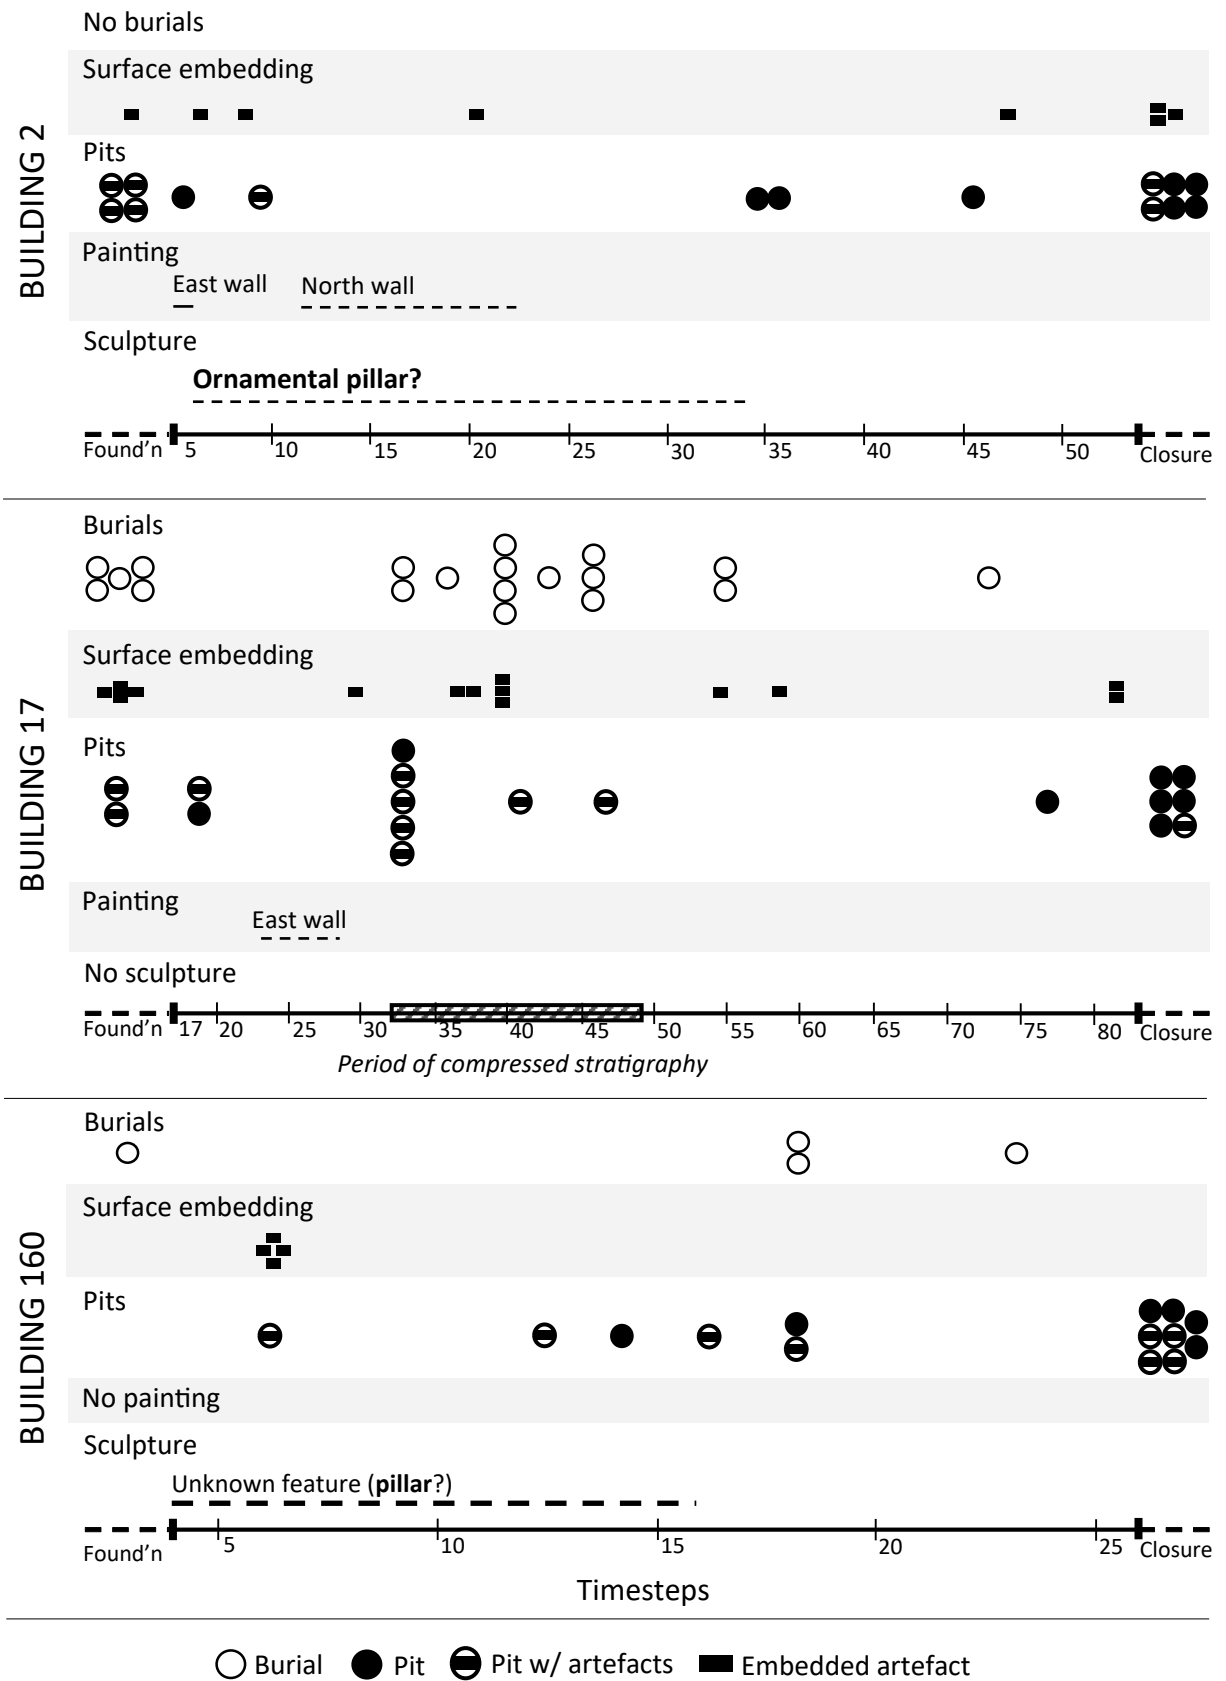 BUILDING 2
No burials
Surface embedding
Pits
Painting
East wall
North wall
Sculpture
Ornamental pillar?
Found'n 5 10 15 20 25 30 35 40 45 50 Closure
BUILDING 17
Burials
Surface embedding
Pits
Painting
East wall
No sculpture
Found'n 17 20 25 30 35 40 45 50 55 60 65 70 75 80 Closure
Period of compressed stratigraphy
BUILDING 160
Burials
Surface embedding
Pits
No painting
Sculpture
Unknown feature (pillar?)
Found'n 5 10 15 20 25 Closure
Timesteps
Burial Pit Pit w/ artefacts Embedded artefact